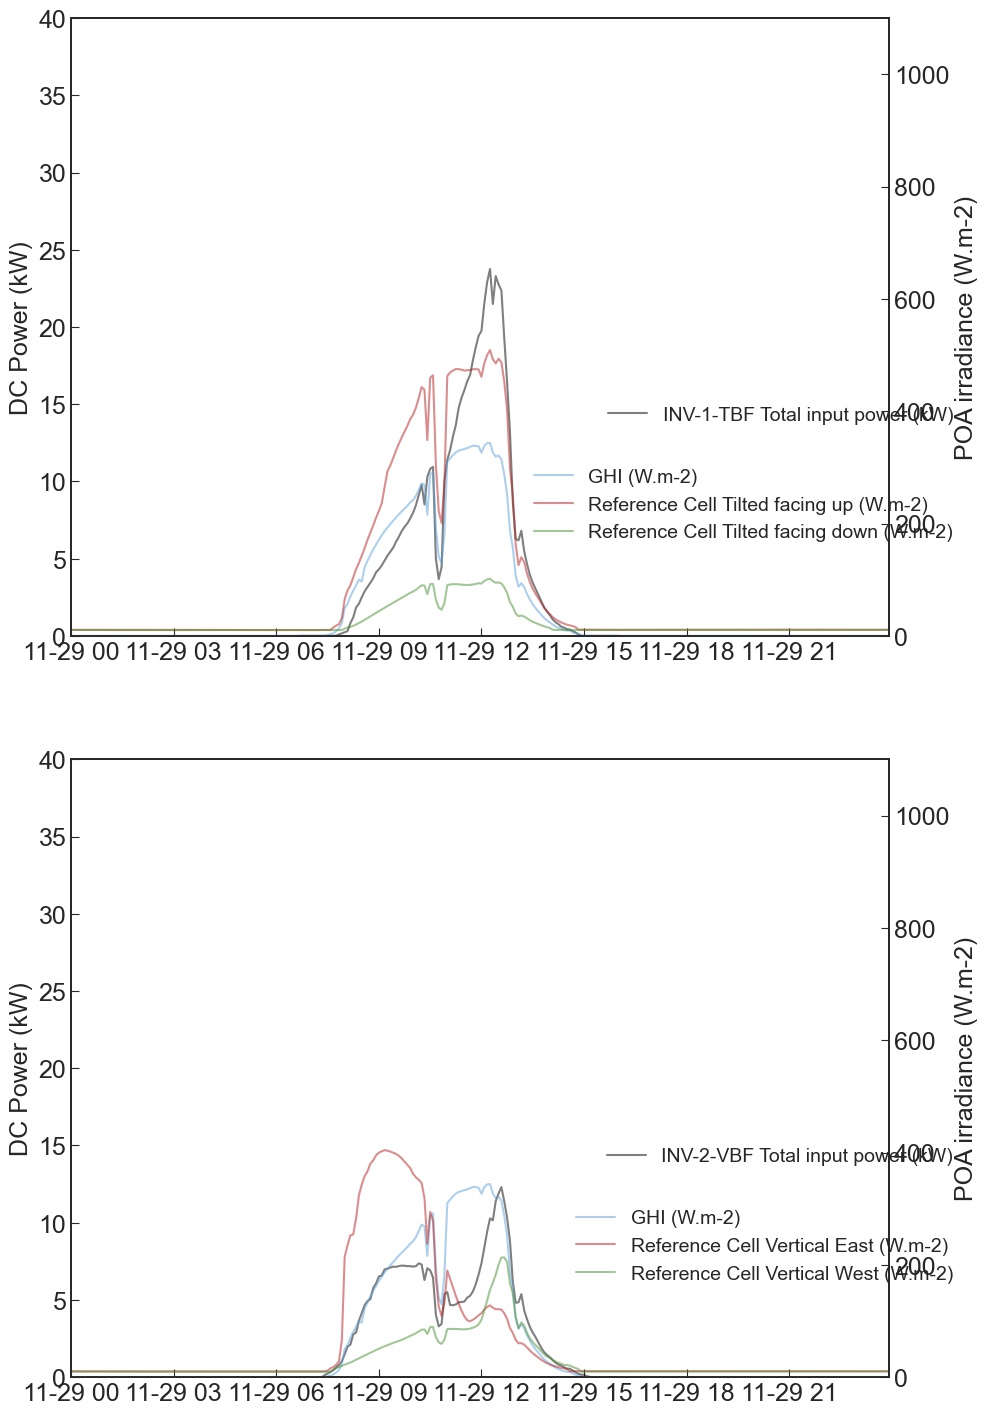 40
35
30
25
20
15
10
5
0
DC Power (kW)
1000
800
600
400
200
0
POA irradiance (W.m-2)
INV-1-TBF Total input power (kW)
GHI (W.m-2)
Reference Cell Tilted facing up (W.m-2)
Reference Cell Tilted facing down (W.m-2)
11-29 00 11-29 03 11-29 06 11-29 09 11-29 12 11-29 15 11-29 18 11-29 21
40
35
30
25
20
15
10
5
0
DC Power (kW)
1000
800
600
400
200
0
POA irradiance (W.m-2)
INV-2-VBF Total input power (kW)
GHI (W.m-2)
Reference Cell Vertical East (W.m-2)
Reference Cell Vertical West (W.m-2)
11-29 00 11-29 03 11-29 06 11-29 09 11-29 12 11-29 15 11-29 18 11-29 21